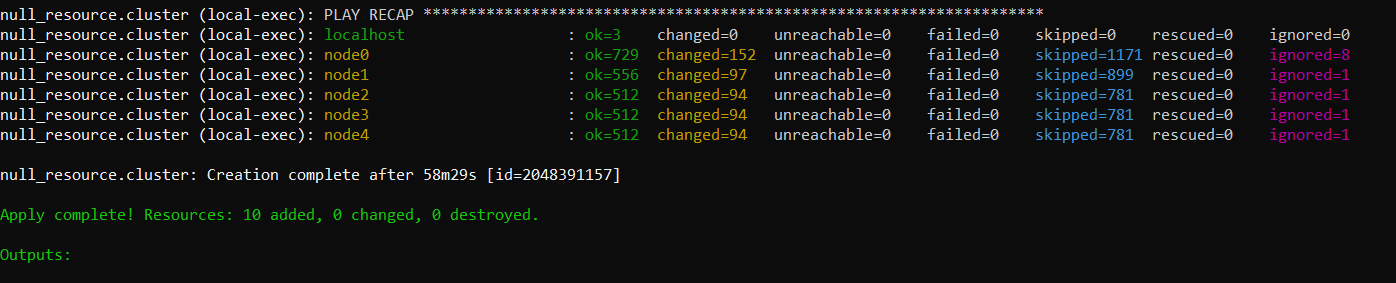 null_resource.cluster (local-exec): PLAY RECAP *********************************************************************
null_resource.cluster (local-exec): localhost                  : ok=3    changed=0    unreachable=0    failed=0    skipped=0    rescued=0    ignored=0
null_resource.cluster (local-exec): node0                      : ok=729  changed=152  unreachable=0    failed=0    skipped=1171 rescued=0    ignored=8
null_resource.cluster (local-exec): node1                      : ok=556  changed=97   unreachable=0    failed=0    skipped=899  rescued=0    ignored=1
null_resource.cluster (local-exec): node2                      : ok=512  changed=94   unreachable=0    failed=0    skipped=781  rescued=0    ignored=1
null_resource.cluster (local-exec): node3                      : ok=512  changed=94   unreachable=0    failed=0    skipped=781  rescued=0    ignored=1
null_resource.cluster (local-exec): node4                      : ok=512  changed=94   unreachable=0    failed=0    skipped=781  rescued=0    ignored=1
null_resource.cluster: Creation complete after 58m29s [id=2048391157]
Apply complete! Resources: 10 added, 0 changed, 0 destroyed.
Outputs: